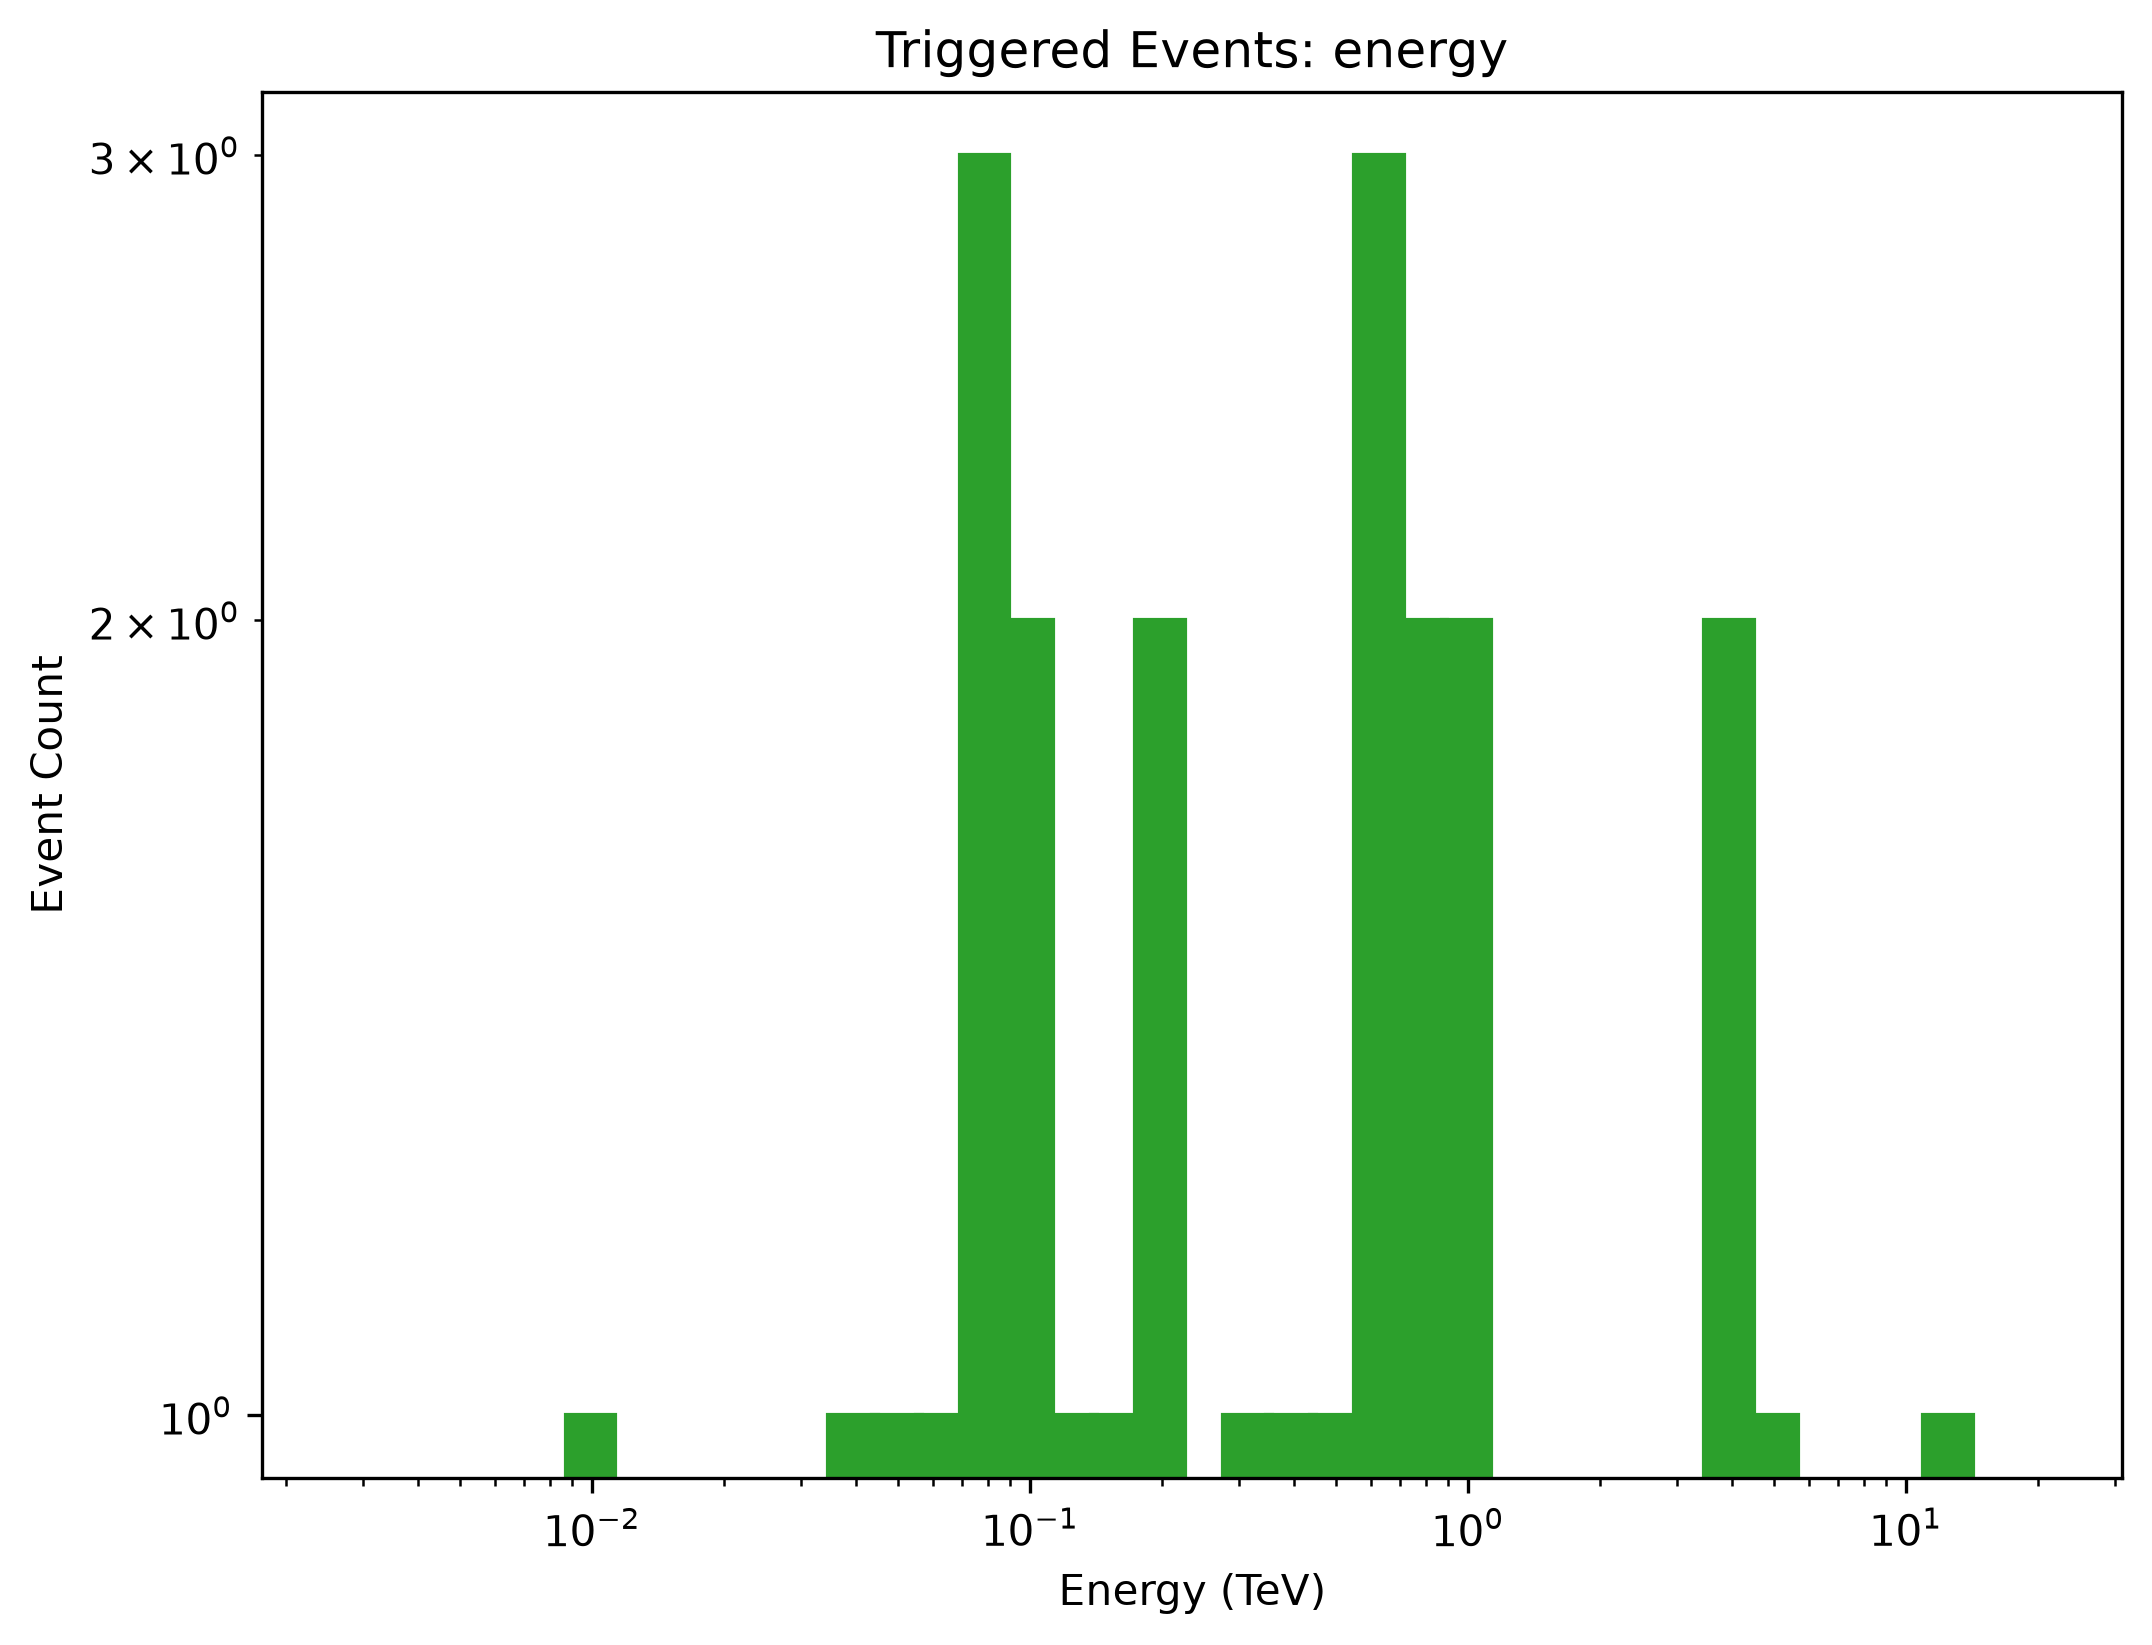 Triggered Events: energy
3 × 10⁰
2 × 10⁰
10⁰
Event Count
10⁻² 10⁻¹ 10⁰ 10¹
Energy (TeV)